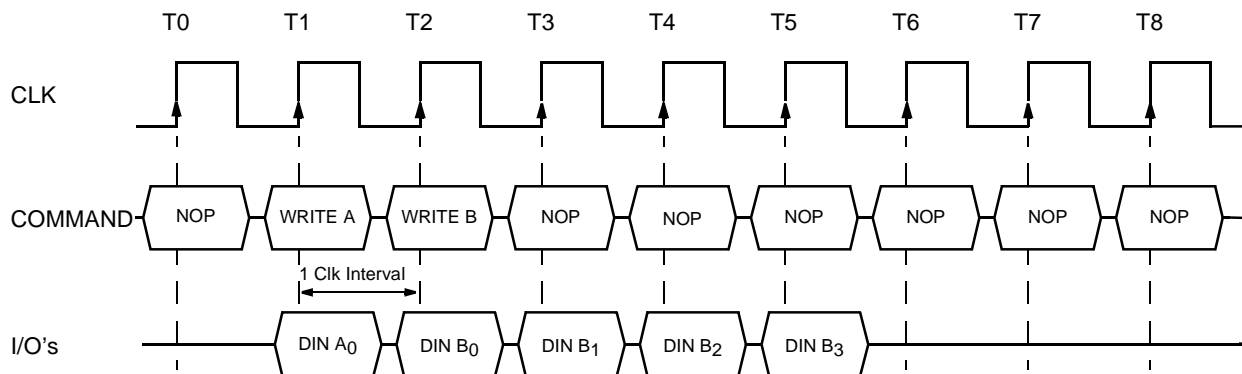 T0 T1 T2 T3 T4 T5 T6 T7 T8
CLK
COMMAND NOP WRITE A WRITE B NOP NOP NOP NOP NOP NOP
1 Clk Interval
I/O's DIN A0 DIN B0 DIN B1 DIN B2 DIN B3